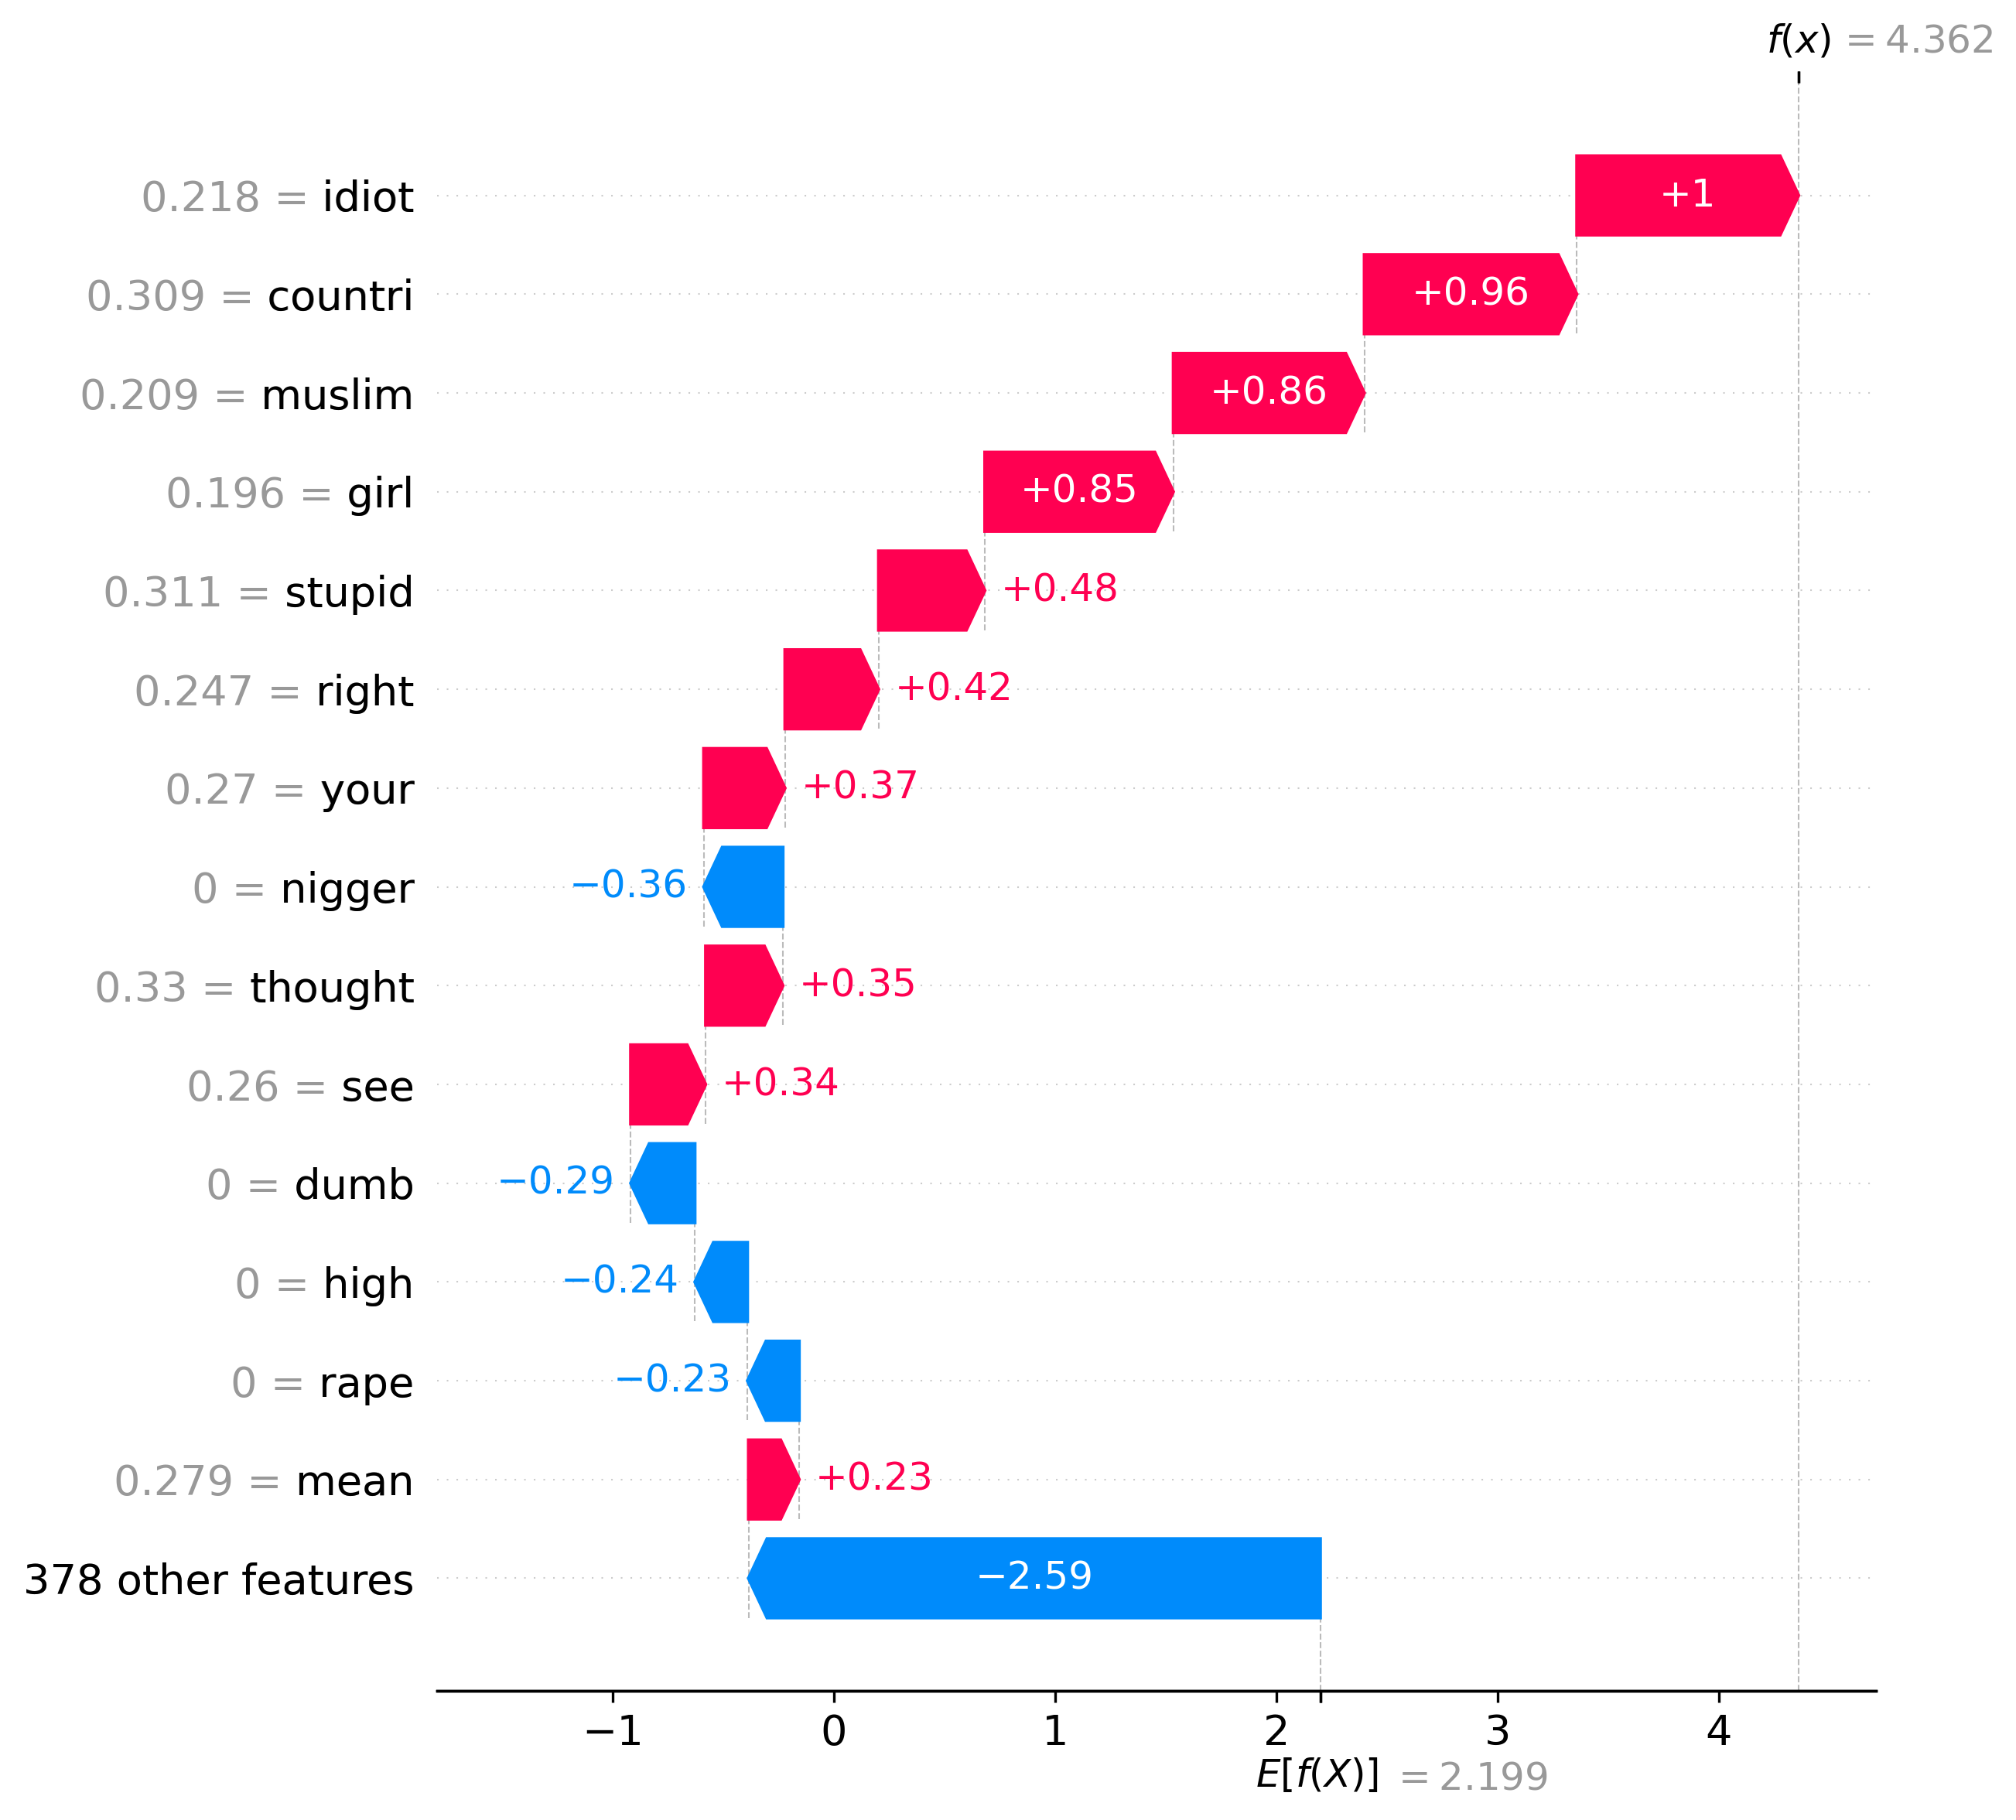 f(x) = 4.362
0.218 = idiot
+1
0.309 = countri
+0.96
0.209 = muslim
+0.86
0.196 = girl
+0.85
0.311 = stupid
+0.48
0.247 = right
+0.42
0.27 = your
+0.37
0 = nigger
−0.36
0.33 = thought
+0.35
0.26 = see
+0.34
0 = dumb
−0.29
0 = high
−0.24
0 = rape
−0.23
0.279 = mean
+0.23
378 other features
−2.59
−1 0 1 2 3 4
E[f(X)] = 2.199